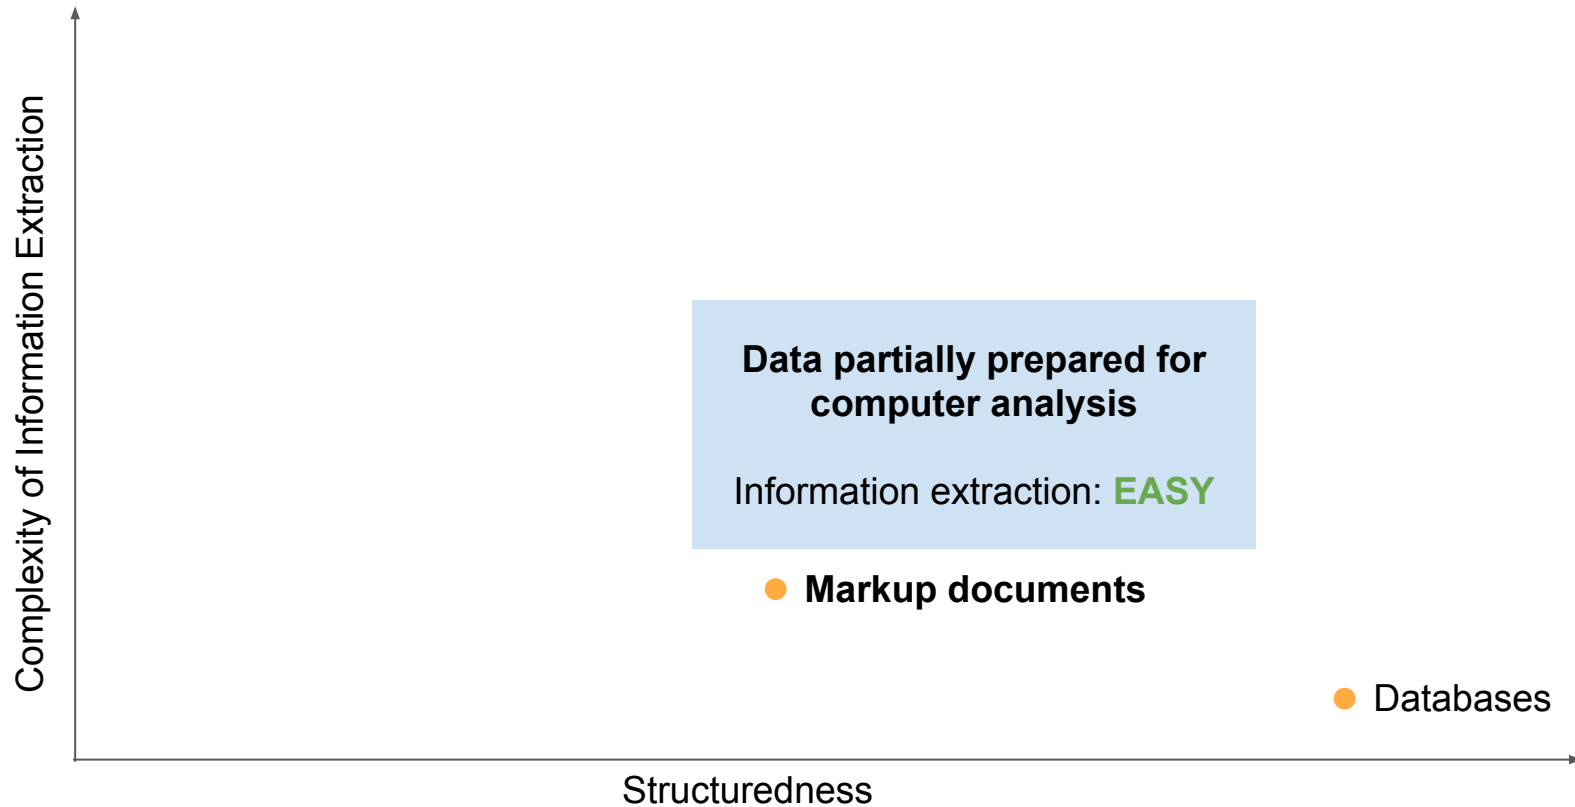 Complexity of Information Extraction
Data partially prepared for
computer analysis
Information extraction: EASY
Markup documents
Databases
Structuredness